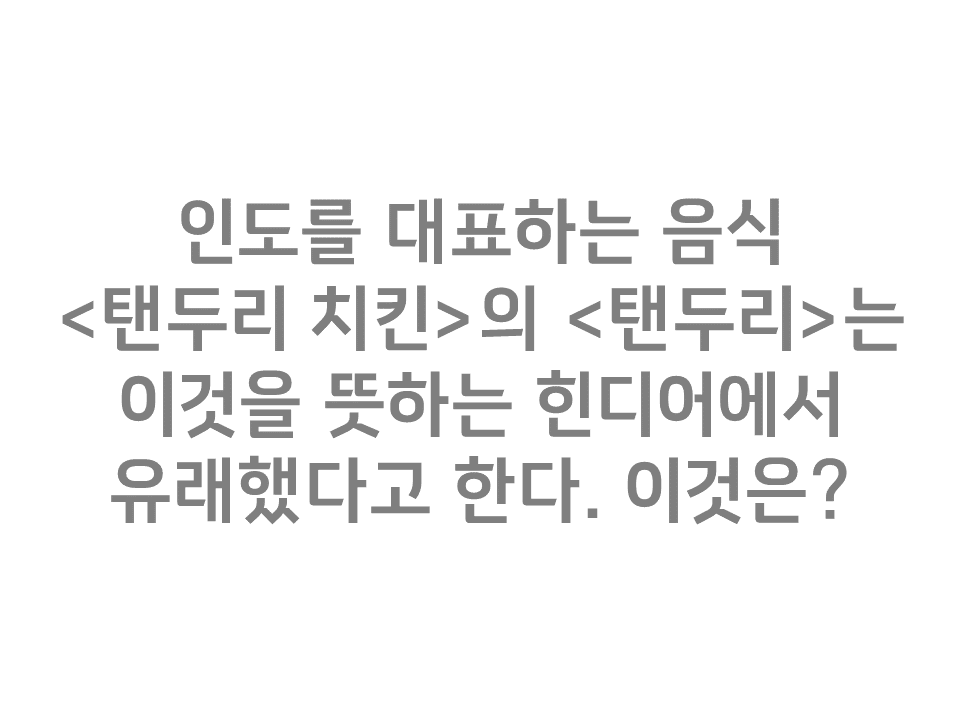 인도를 대표하는 음식
<탠두리 치킨>의 <탠두리>는
이것을 뜻하는 힌디어에서
유래했다고 한다. 이것은?